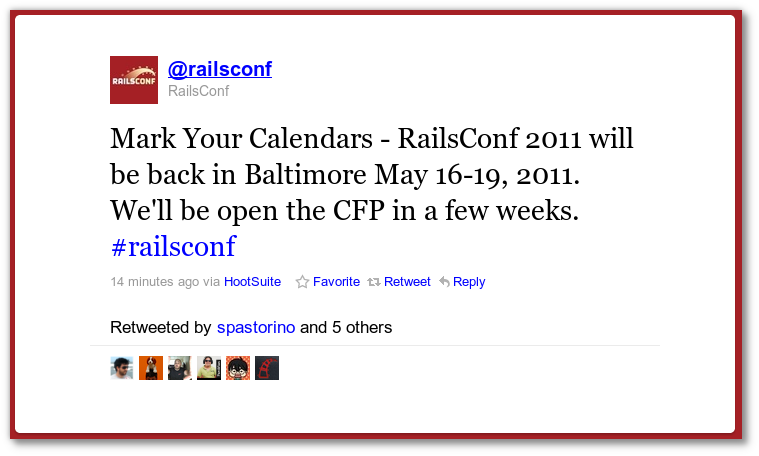 RAILSCONF
@railsconf
RailsConf
Mark Your Calendars - RailsConf 2011 will
be back in Baltimore May 16-19, 2011.
We'll be open the CFP in a few weeks.
#railsconf
14 minutes ago via HootSuite Favorite Retweet Reply
Retweeted by spastorino and 5 others